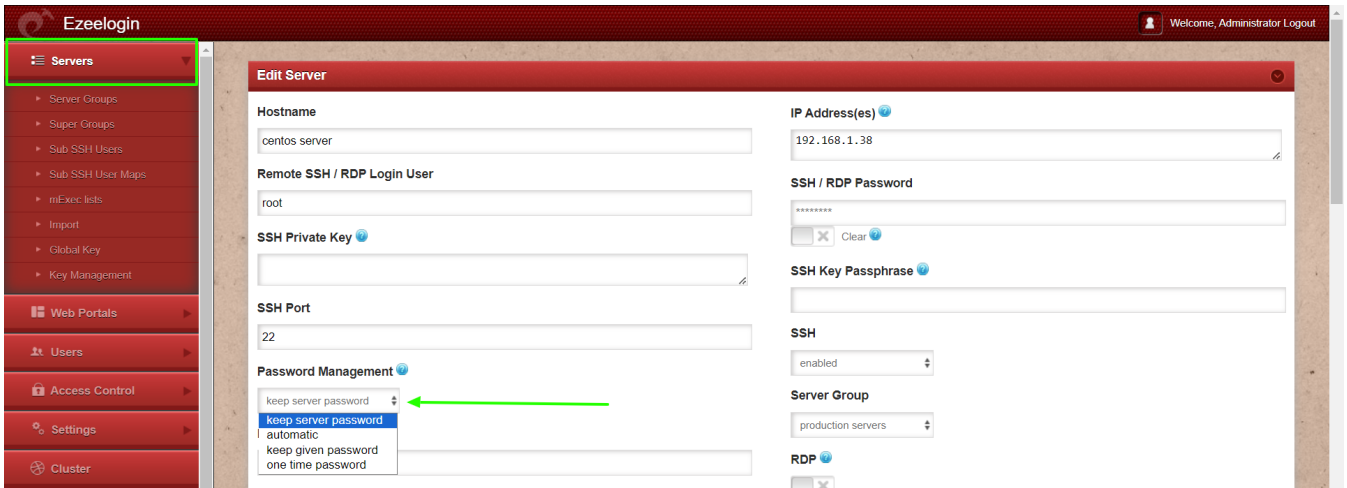 Ezeelogin
Welcome, Administrator Logout
Servers
Server Groups
Super Groups
Sub SSH Users
Sub SSH User Maps
mExec lists
Import
Global Key
Key Management
Web Portals
Users
Access Control
Settings
Cluster
Edit Server
Hostname
centos server
Remote SSH / RDP Login User
root
SSH Private Key
SSH Port
22
Password Management
keep server password
keep server password
automatic
keep given password
one time password
IP Address(es)
192.168.1.38
SSH / RDP Password
********
Clear
SSH Key Passphrase
SSH
enabled
Server Group
production servers
RDP